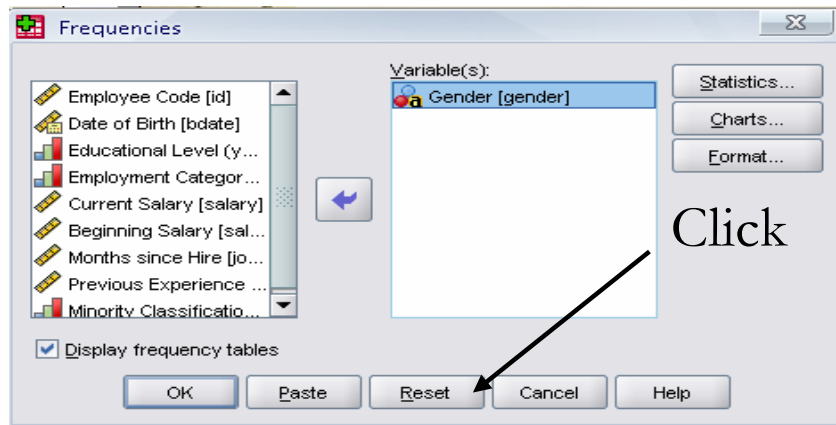 Frequencies
Variable(s):
Employee Code [id]
Date of Birth [bdate]
Educational Level (y...
Employment Categor...
Current Salary [salary]
Beginning Salary [sal...
Months since Hire [jo...
Previous Experience ...
Minority Classificatio...
Gender [gender]
Statistics...
Charts...
Format...
Click
Display frequency tables
OK Paste Reset Cancel Help